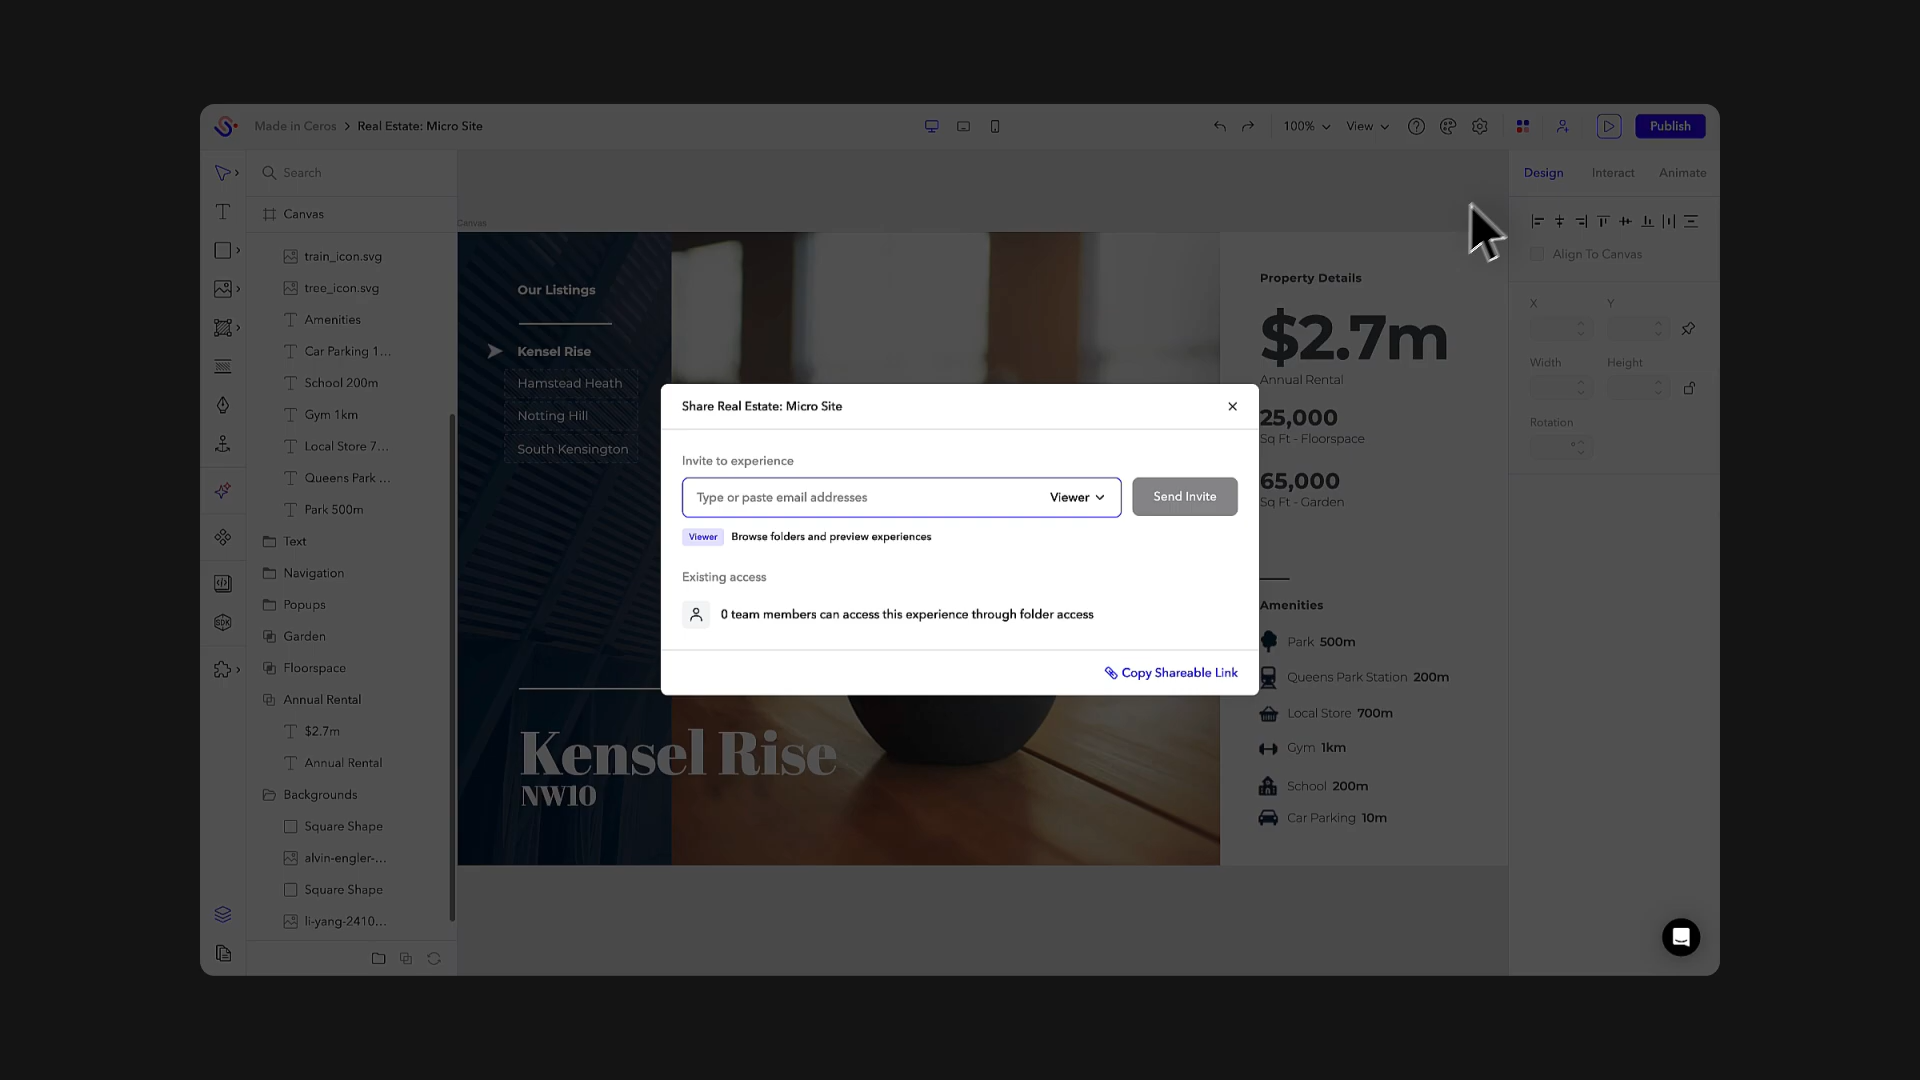 Made in Ceros > Real Estate: Micro Site
100%
View
Publish
Search
Canvas
train_icon.svg
tree_icon.svg
Amenities
Car Parking 1...
School 200m
Gym 1km
Local Store 7...
Queens Park ...
Park 500m
Text
Navigation
Popups
Garden
Floorspace
Annual Rental
$2.7m
Annual Rental
Backgrounds
Square Shape
alvin-engler-...
Square Shape
li-yang-2410...
Canvas
Our Listings
Kensel Rise
Hamstead Heath
Notting Hill
South Kensington
Kensel Rise
NW10
Share Real Estate: Micro Site
Invite to experience
Type or paste email addresses
Viewer
Send Invite
Viewer Browse folders and preview experiences
Existing access
0 team members can access this experience through folder access
Copy Shareable Link
Property Details
$2.7m
Annual Rental
25,000
Sq Ft - Floorspace
65,000
Sq Ft - Garden
Amenities
Park 500m
Queens Park Station 200m
Local Store 700m
Gym 1km
School 200m
Car Parking 10m
Design
Interact
Animate
Align To Canvas
X
Y
Width
Height
Rotation
°
SDK